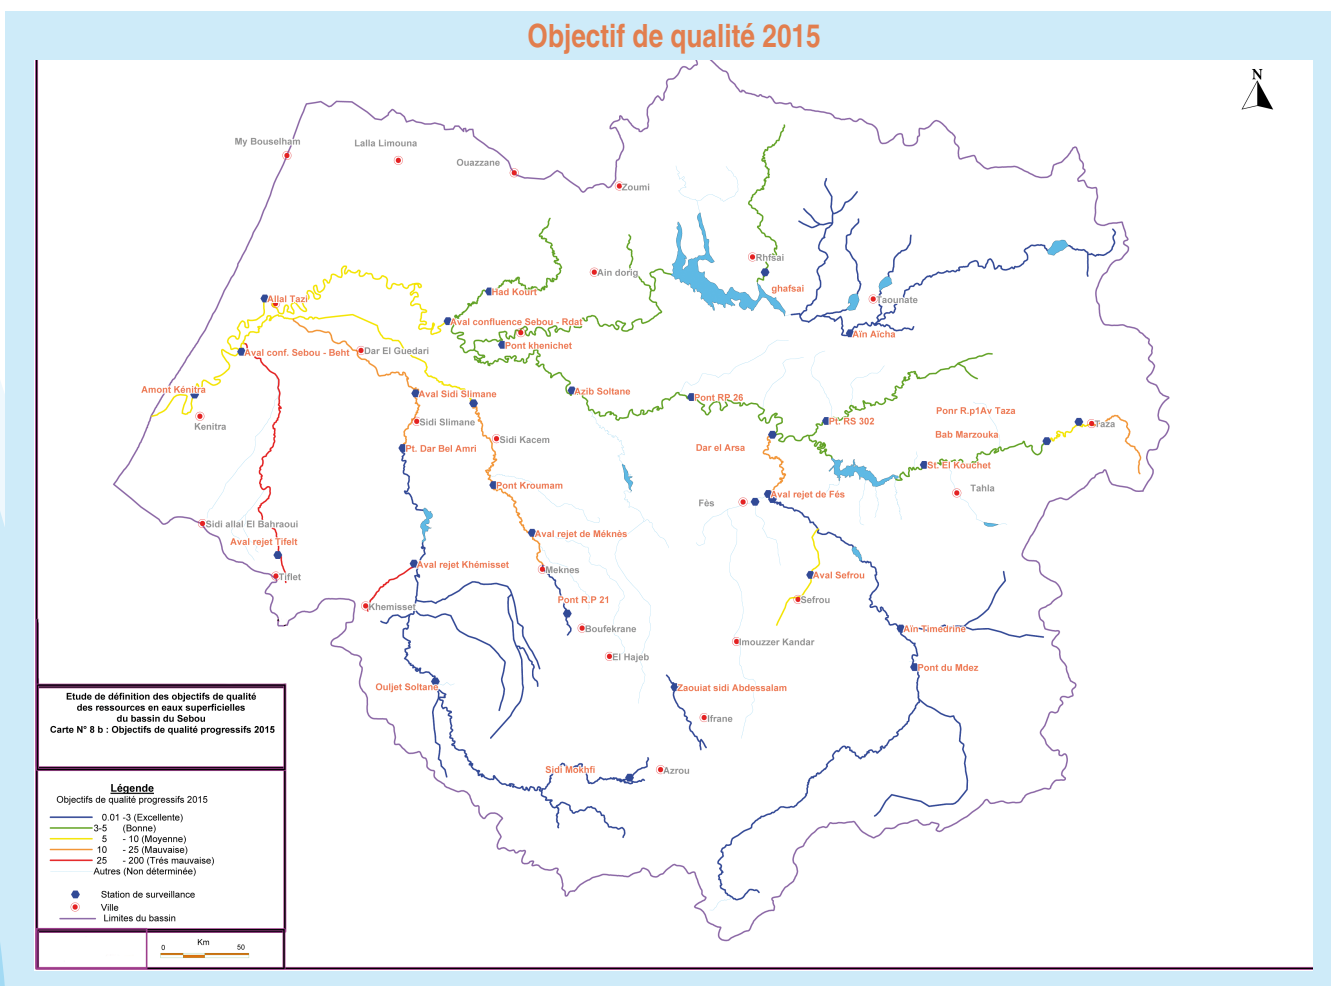 Objectif de qualité 2015
N
My Bouselham
Lalla Limouna
Ouazzane
Zoumi
Rhfsai
Ain dorig
ghafsai
Had Kourt
Allal Tazi
Taounate
Aval confluence Sebou - Rdat
Aïn Aïcha
Pont khenichet
Aval conf. Sebou - Beht
Dar El Guedari
Amont Kénitra
Aval Sidi Slimane
Azib Soltane
Pont RP 26
Ponr R.p1Av Taza
Kenitra
Sidi Slimane
Pt. RS 302
Taza
Sidi Kacem
Bab Marzouka
Pt. Dar Bel Amri
Dar el Arsa
St. El Kouchet
Pont Kroumam
Tahla
Aval rejet de Fés
Fès
Sidi allal El Bahraoui
Aval rejet de Méknès
Aval rejet Tifelt
Aval rejet Khémisset
Meknes
Tiflet
Aval Sefrou
Pont R.P 21
Sefrou
Khemisset
Boufekrane
Aïn Timedrine
Imouzzer Kandar
El Hajeb
Pont du Mdez
Ouljet Soltane
Zaouiat sidi Abdessalam
Ifrane
Sidi Mokhfi
Azrou
Etude de définition des objectifs de qualité
des ressources en eaux superficielles
du bassin du Sebou
Carte N° 8 b : Objectifs de qualité progressifs 2015
Légende
Objectifs de qualité progressifs 2015
0.01 -3 (Excellente)
3-5 (Bonne)
5 - 10 (Moyenne)
10 - 25 (Mauvaise)
25 - 200 (Trés mauvaise)
Autres (Non déterminée)
Station de surveillance
Ville
Limites du bassin
Km
0 50